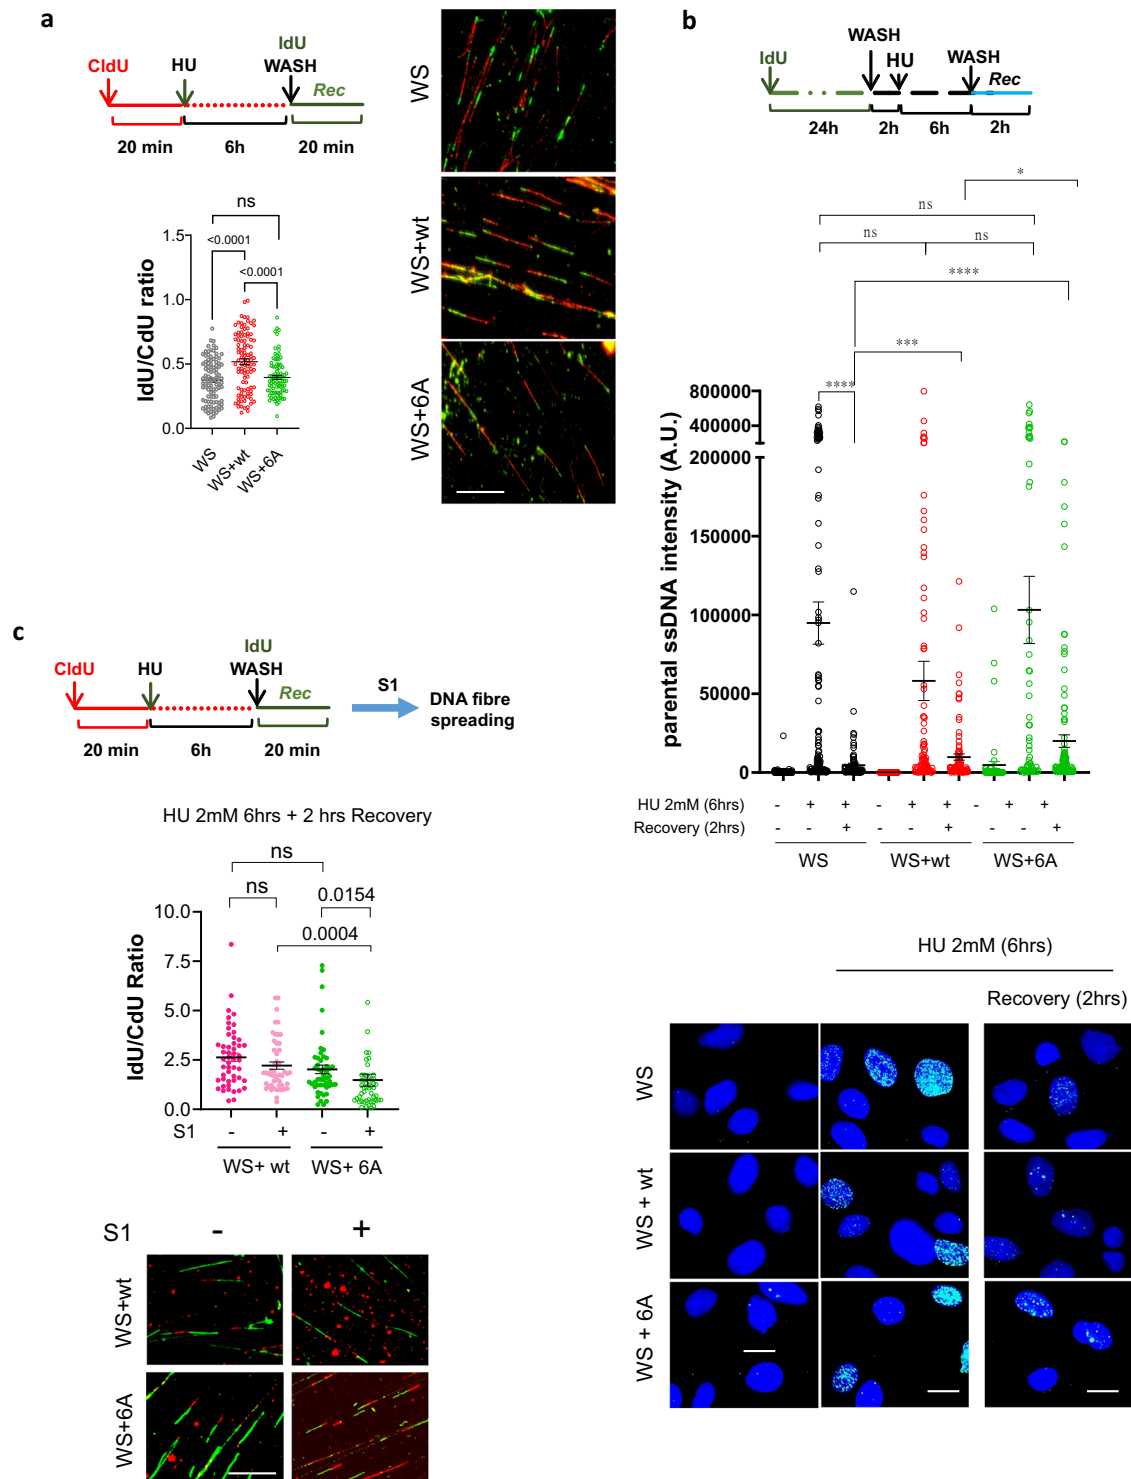 a
CldU
HU
IdU
WASH
Rec
20 min
6h
20 min
ns
<0.0001
<0.0001
IdU/CdU ratio
1.5
1.0
0.5
0.0
WS
WS+wt
WS+6A
WS
WS+wt
WS+6A
b
IdU
WASH
HU
WASH
Rec
24h
2h
6h
2h
*
ns
ns
ns
****
***
****
parental ssDNA intensity (A.U.)
800000
400000
200000
150000
100000
50000
0
HU 2mM (6hrs) - + + - + + - + +
Recovery (2hrs) - - + - - + - - +
WS WS+wt WS+6A
c
CldU
HU
IdU
WASH
Rec
S1
DNA fibre
spreading
20 min
6h
20 min
HU 2mM 6hrs + 2 hrs Recovery
ns
ns
0.0154
0.0004
IdU/CdU Ratio
10.0
7.5
5.0
2.5
0.0
S1 - + - +
WS+ wt WS+ 6A
S1 - +
WS+wt
WS+6A
HU 2mM (6hrs)
Recovery (2hrs)
WS
WS + wt
WS + 6A